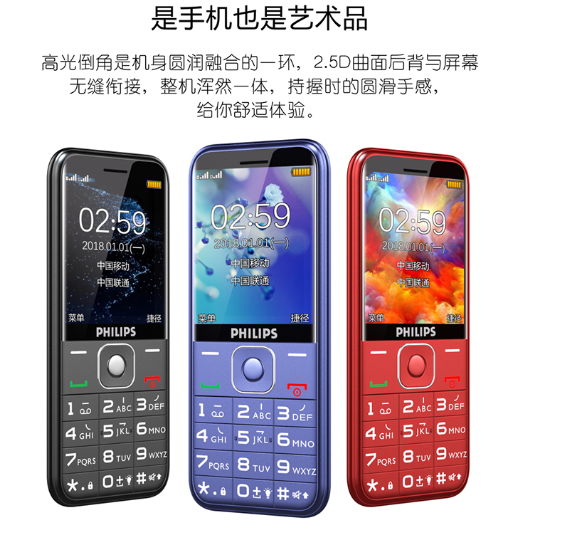 是手机也是艺术品
高光倒角是机身圆润融合的一环，2.5D曲面后背与屏幕
无缝衔接，整机浑然一体，持握时的圆滑手感，
给你舒适体验。
02:59
2018.01.01(一)
中国移动
中国联通
菜单 捷径
PHILIPS
1
2 ABC
3 DEF
4 GHI
5 JKL
6 MNO
7 PQRS
8 TUV
9 WXYZ
*.
0±
#
02:59
2018.01.01(一)
中国移动
中国联通
菜单 捷径
PHILIPS
1
2 ABC
3 DEF
4 GHI
5 JKL
6 MNO
7 PQRS
8 TUV
9 WXYZ
*.
0±
#
02:59
2018.01.01(一)
中国移动
中国联通
菜单 捷径
PHILIPS
1
2 ABC
3 DEF
4 GHI
5 JKL
6 MNO
7 PQRS
8 TUV
9 WXYZ
*.
0±
#